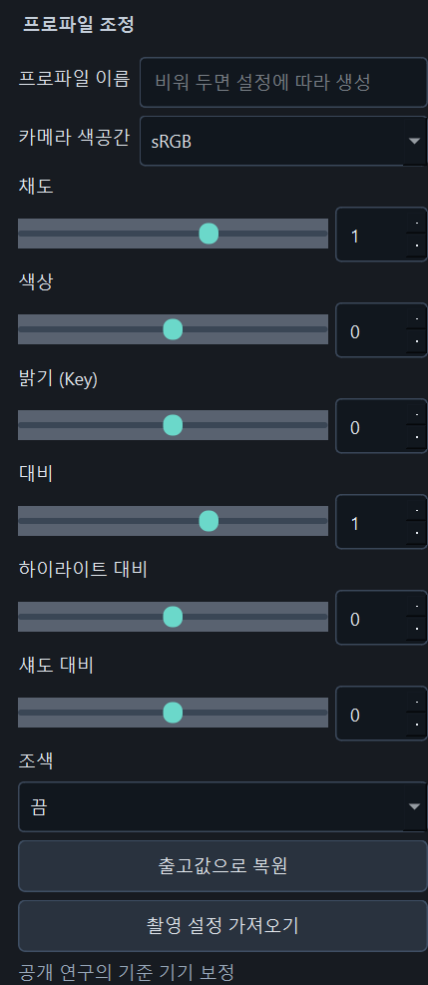 프로파일 조정
프로파일 이름 비워 두면 설정에 따라 생성
카메라 색공간 sRGB
채도
1
색상
0
밝기 (Key)
0
대비
1
하이라이트 대비
0
섀도 대비
0
조색
끔
출고값으로 복원
촬영 설정 가져오기
공개 연구의 기준 기기 보정